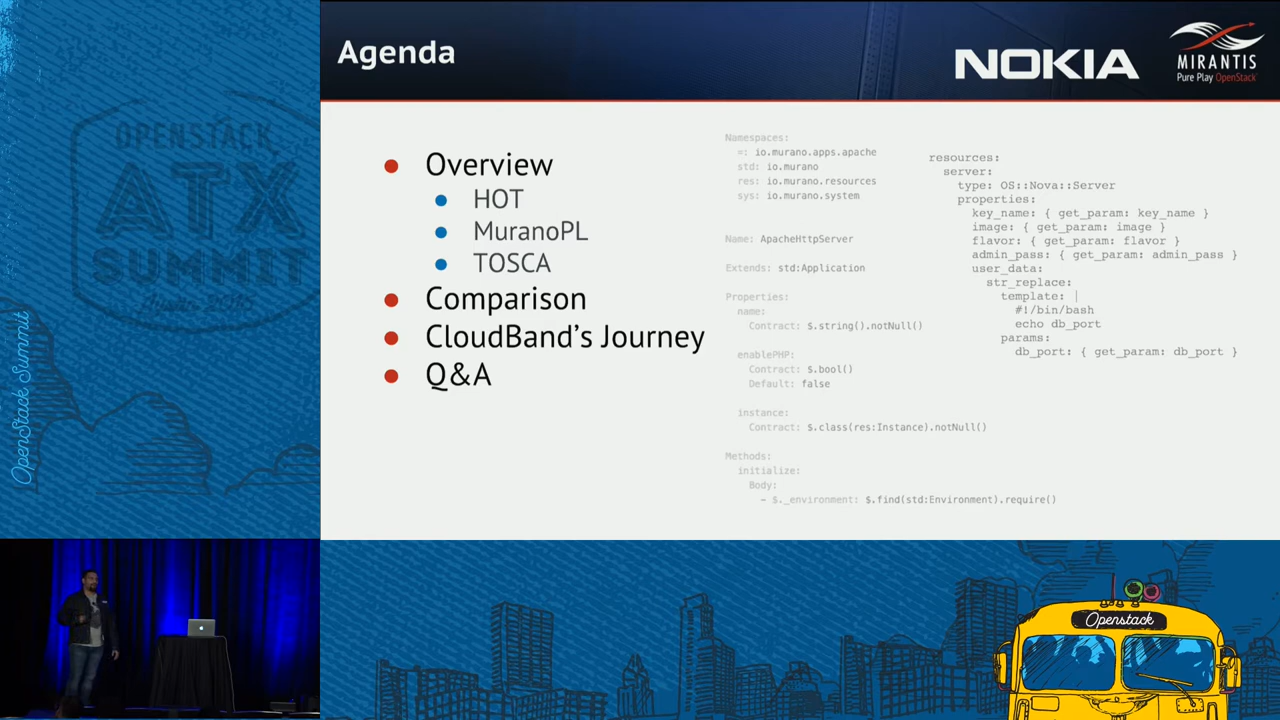 Agenda
NOKIA
MIRANTIS
Pure Play OpenStack
Overview
HOT
MuranoPL
TOSCA
Comparison
CloudBand's Journey
Q&A
Namespaces:
=: io.murano.apps.apache
std: io.murano
res: io.murano.resources
sys: io.murano.system
Name: ApacheHttpServer
Extends: std:Application
Properties:
name:
Contract: $.string().notNull()
enablePHP:
Contract: $.bool()
Default: false
instance:
Contract: $.class(res:Instance).notNull()
Methods:
initialize:
Body:
- $._environment: $.find(std:Environment).require()
resources:
server:
type: OS::Nova::Server
properties:
key_name: { get_param: key_name }
image: { get_param: image }
flavor: { get_param: flavor }
admin_pass: { get_param: admin_pass }
user_data:
str_replace:
template: |
#!/bin/bash
echo db_port
params:
db_port: { get_param: db_port }
OPENSTACK
SUMMIT
OpenStack Summit
Openstack